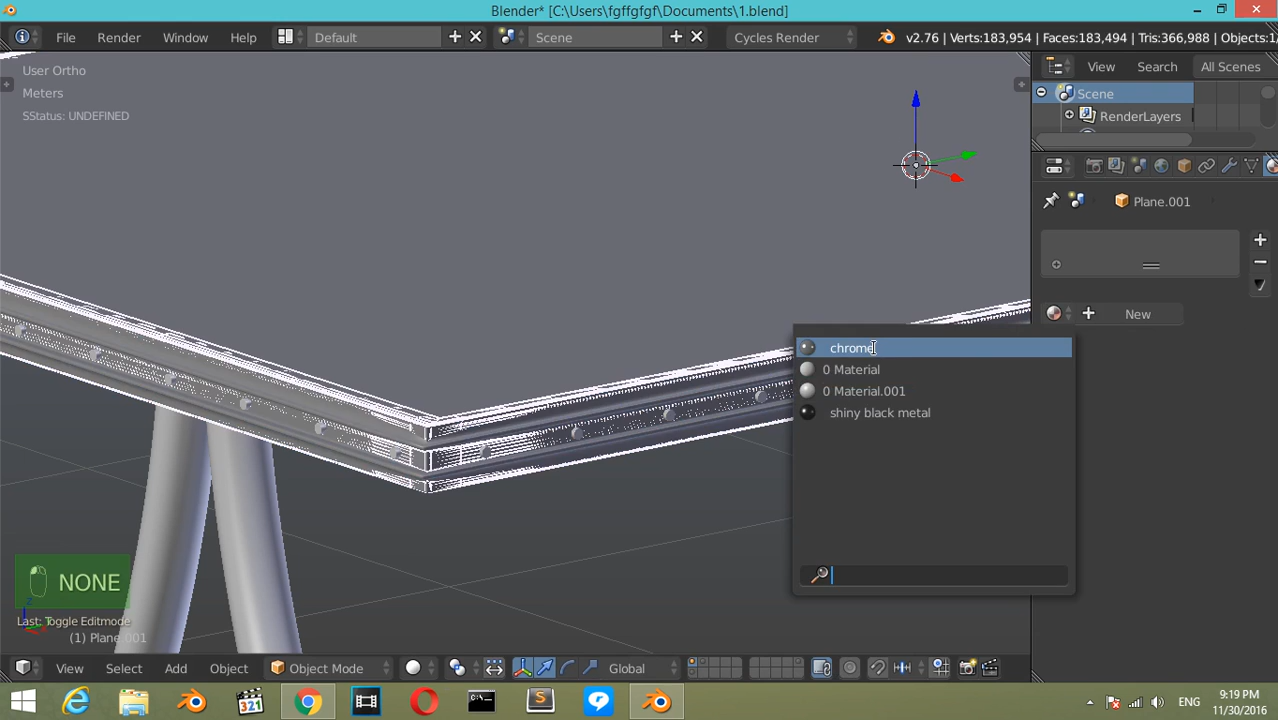 Blender* [C:\Users\fgffgfgf\Documents\1.blend]
File Render Window Help Default Scene Cycles Render v2.76 | Verts:183,954 | Faces:183,494 | Tris:366,988 | Objects:1/
User Ortho
Meters
SStatus: UNDEFINED
View Search All Scenes
Scene
RenderLayers
Plane.001
New
chrome
0 Material
0 Material.001
shiny black metal
NONE
Last: Toggle Editmode
(1) Plane.001
View Select Add Object Object Mode Global
321
S
ENG
9:19 PM
11/30/2016